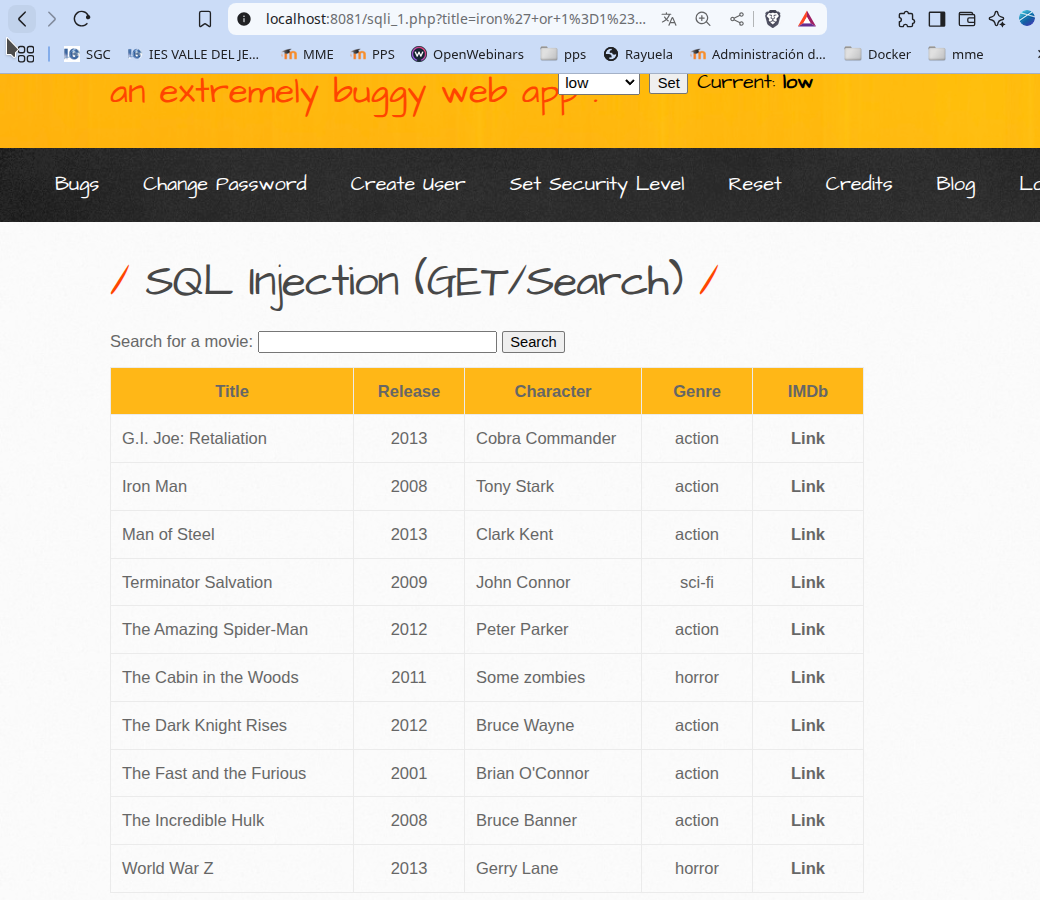 localhost:8081/sqli_1.php?title=iron%27+or+1%3D1%23...
SGC IES VALLE DEL JE... MME PPS OpenWebinars pps Rayuela Administración d... Docker mme
an extremely buggy web app !
low Set Current: low
Bugs Change Password Create User Set Security Level Reset Credits Blog Lo
/ SQL Injection (GET/Search) /
Search for a movie: Search
Title Release Character Genre IMDb
G.I. Joe: Retaliation 2013 Cobra Commander action Link
Iron Man 2008 Tony Stark action Link
Man of Steel 2013 Clark Kent action Link
Terminator Salvation 2009 John Connor sci-fi Link
The Amazing Spider-Man 2012 Peter Parker action Link
The Cabin in the Woods 2011 Some zombies horror Link
The Dark Knight Rises 2012 Bruce Wayne action Link
The Fast and the Furious 2001 Brian O'Connor action Link
The Incredible Hulk 2008 Bruce Banner action Link
World War Z 2013 Gerry Lane horror Link